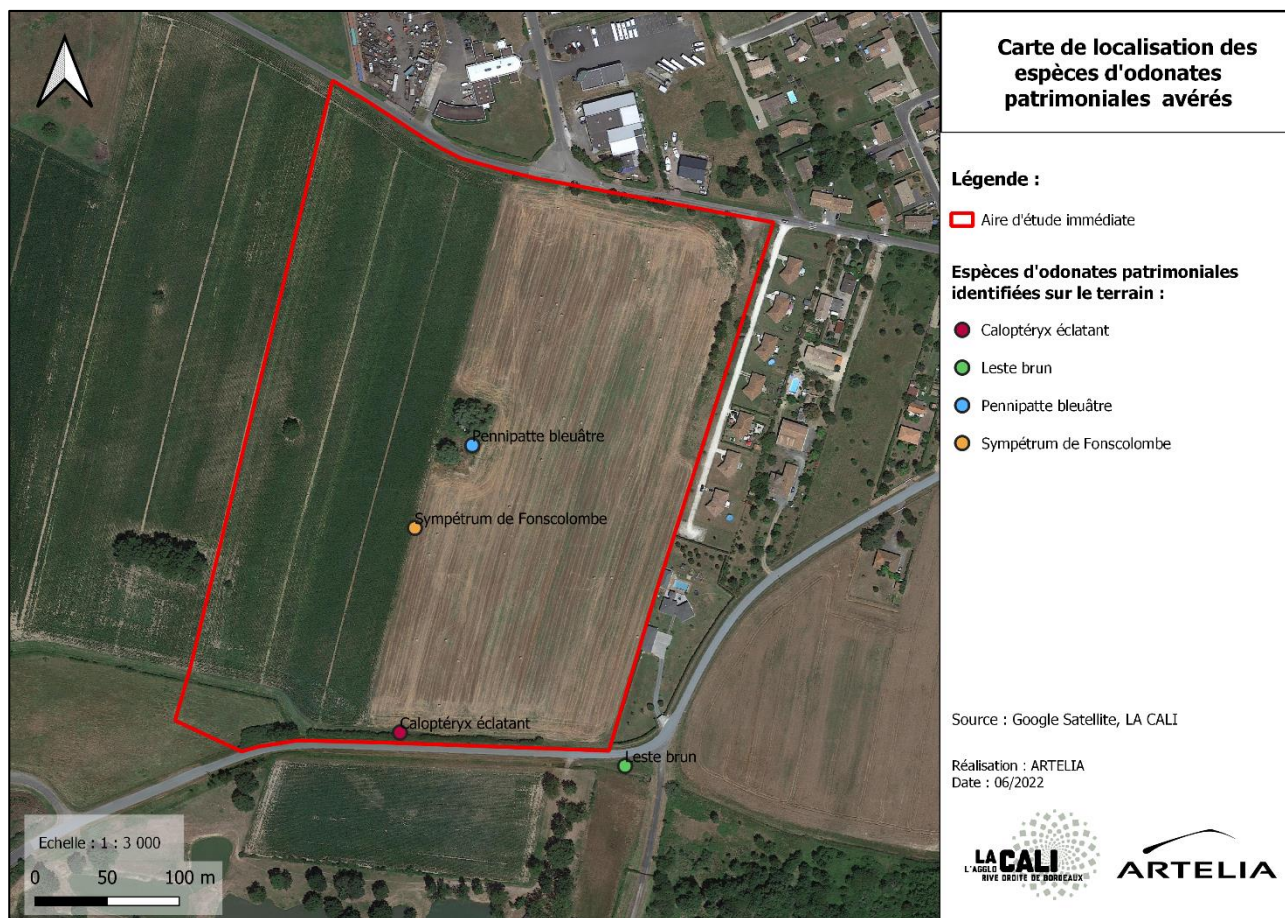 Carte de localisation des
espèces d'odonates
patrimoniales avérés
Légende :
Aire d'étude immédiate
Espèces d'odonates patrimoniales
identifiées sur le terrain :
Caloptéryx éclatant
Leste brun
Pennipatte bleuâtre
Sympétrum de Fonscolombe
Pennipatte bleuâtre
Sympétrum de Fonscolombe
Caloptéryx éclatant
Leste brun
Echelle : 1 : 3 000
0 50 100 m
Source : Google Satellite, LA CALI
Réalisation : ARTELIA
Date : 06/2022
LA CALI
L'AGGLO
RIVE DROITE DE BORDEAUX
ARTELIA